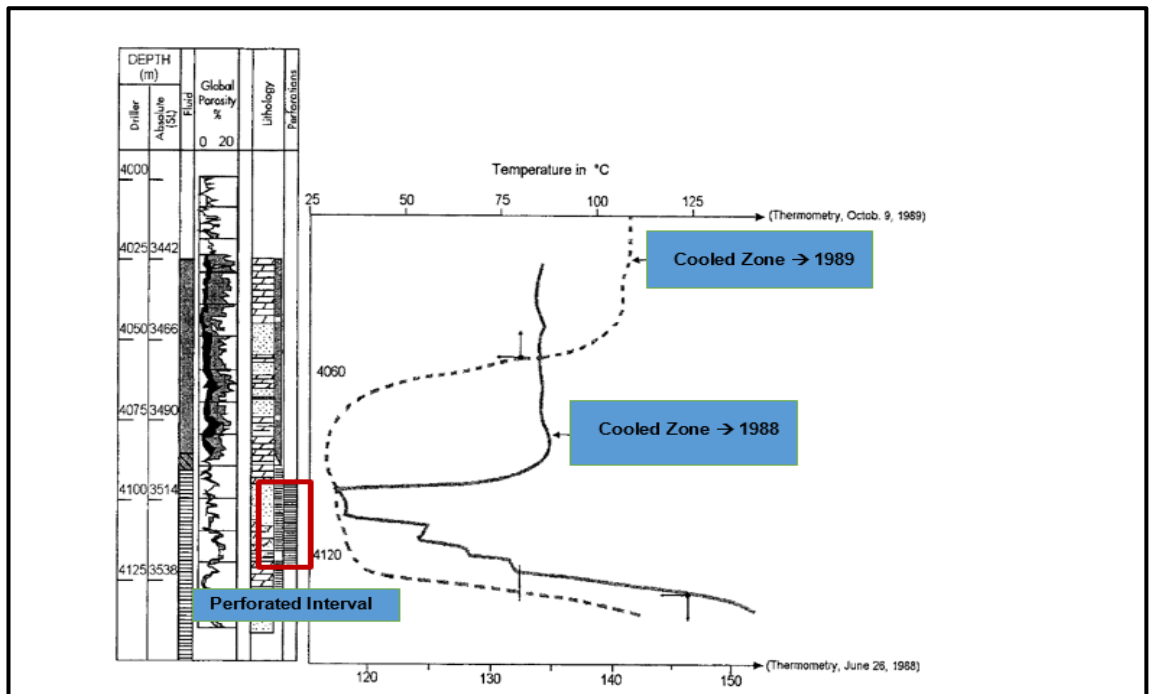 DEPTH
(m)
Driller
Absolute
(St.)
Fluid
Global
Porosity
%
0 20
Lithology
Perforations
4000
4025 3442
4050 3466
4075 3490
4100 3514
4125 3538
Temperature in °C
25 50 75 100 125
(Thermometry, Octob. 9, 1989)
Cooled Zone → 1989
4060
Cooled Zone → 1988
4120
Perforated Interval
120 130 140 150
(Thermometry, June 26, 1988)